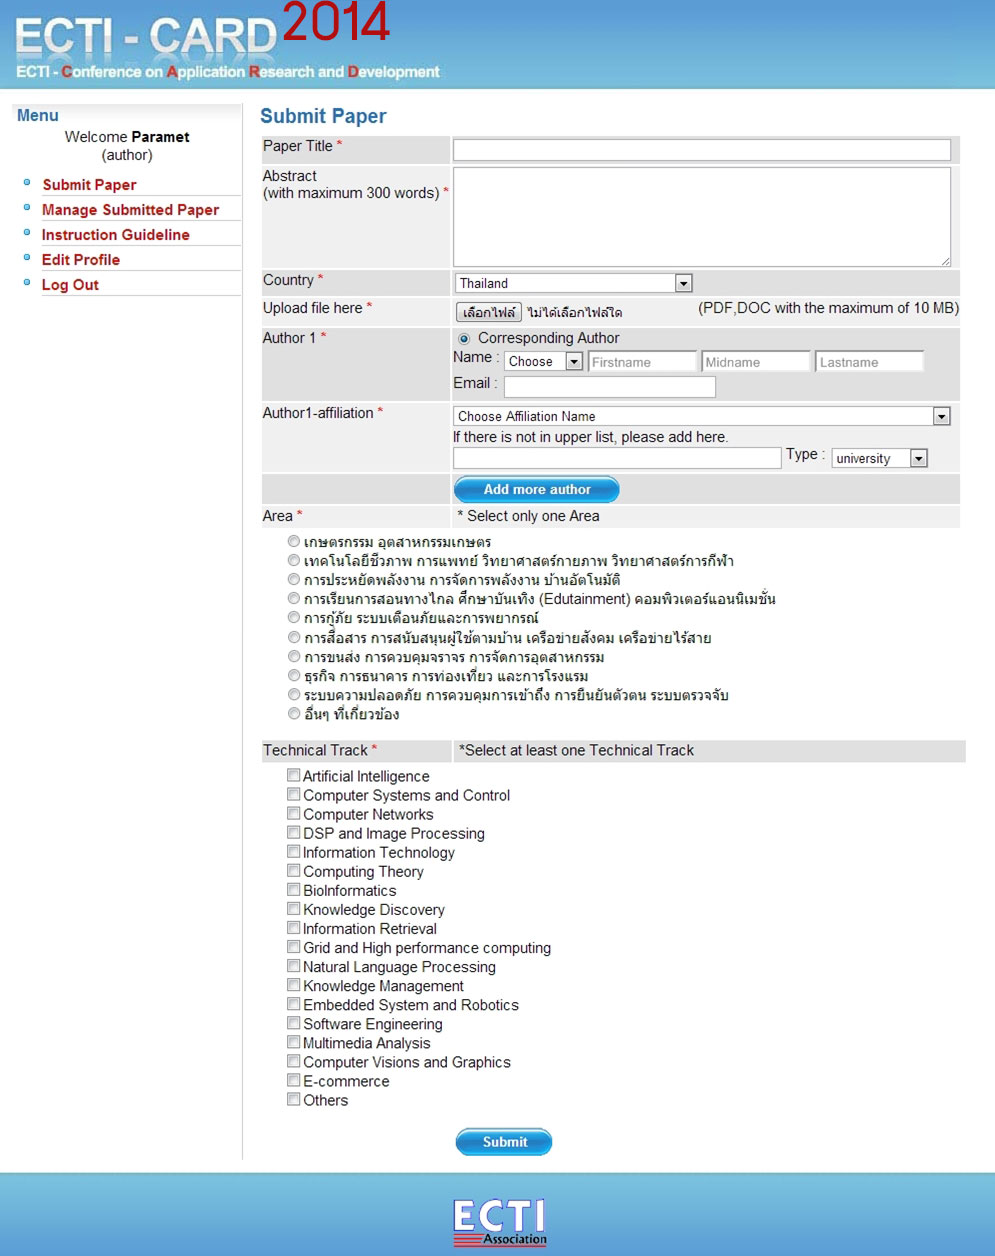 ECTI - CARD 2014
ECTI - Conference on Application Research and Development
Menu
Welcome Paramet
(author)
Submit Paper
Manage Submitted Paper
Instruction Guideline
Edit Profile
Log Out
Submit Paper
Paper Title *
Abstract
(with maximum 300 words) *
Country * Thailand
Upload file here * เลือกไฟล์ ไม่ได้เลือกไฟล์ใด (PDF,DOC with the maximum of 10 MB)
Author 1 * Corresponding Author
Name : Choose Firstname Midname Lastname
Email :
Author1-affiliation * Choose Affiliation Name
If there is not in upper list, please add here.
Type : university
Add more author
Area * * Select only one Area
เกษตรกรรม อุตสาหกรรมเกษตร
เทคโนโลยีชีวภาพ การแพทย์ วิทยาศาสตร์กายภาพ วิทยาศาสตร์การกีฬา
การประหยัดพลังงาน การจัดการพลังงาน บ้านอัตโนมัติ
การเรียนการสอนทางไกล ศึกษาบันเทิง (Edutainment) คอมพิวเตอร์แอนนิเมชั่น
การกู้ภัย ระบบเตือนภัยและการพยากรณ์
การสื่อสาร การสนับสนุนผู้ใช้ตามบ้าน เครือข่ายสังคม เครือข่ายไร้สาย
การขนส่ง การควบคุมจราจร การจัดการอุตสาหกรรม
ธุรกิจ การธนาคาร การท่องเที่ยว และการโรงแรม
ระบบความปลอดภัย การควบคุมการเข้าถึง การยืนยันตัวตน ระบบตรวจจับ
อื่นๆ ที่เกี่ยวข้อง
Technical Track * *Select at least one Technical Track
Artificial Intelligence
Computer Systems and Control
Computer Networks
DSP and Image Processing
Information Technology
Computing Theory
BioInformatics
Knowledge Discovery
Information Retrieval
Grid and High performance computing
Natural Language Processing
Knowledge Management
Embedded System and Robotics
Software Engineering
Multimedia Analysis
Computer Visions and Graphics
E-commerce
Others
Submit
ECTI
Association